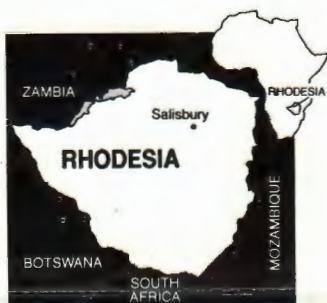 ZAMBIA
RHODESIA
Salisbury
RHODESIA
MOZAMBIQUE
BOTSWANA
SOUTH
AFRICA